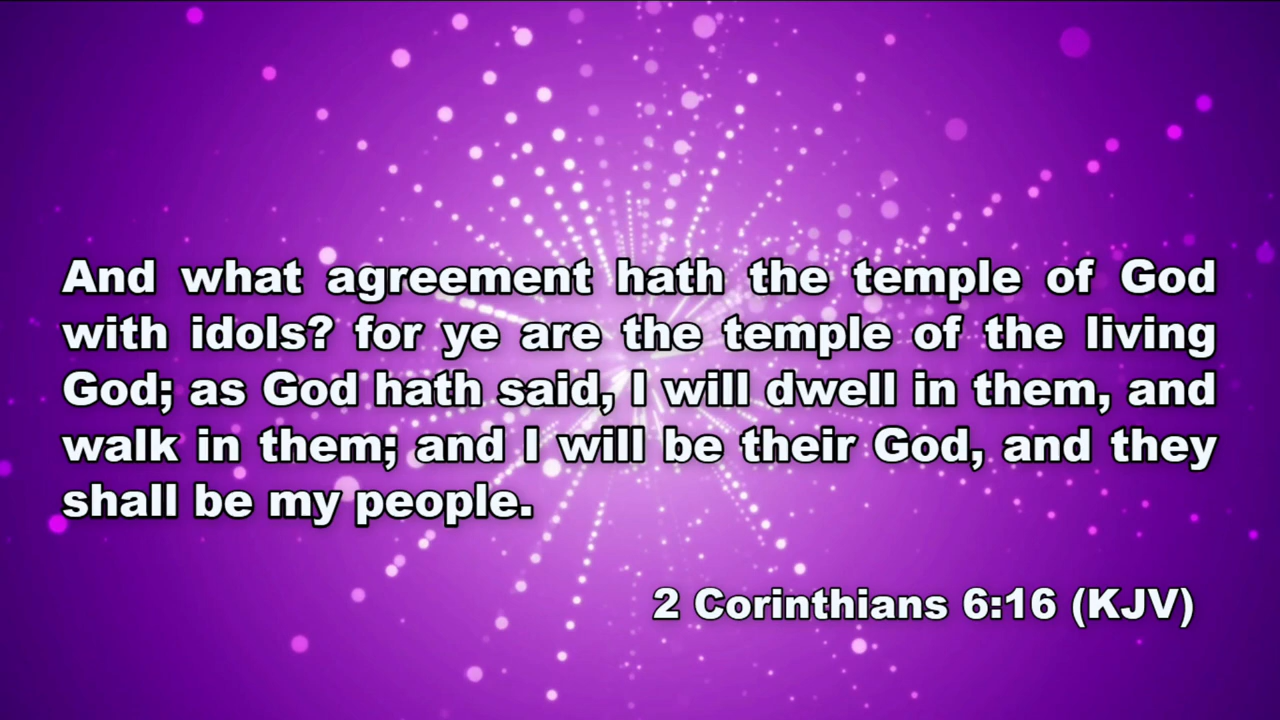 And what agreement hath the temple of God
with idols? for ye are the temple of the living
God; as God hath said, I will dwell in them, and
walk in them; and I will be their God, and they
shall be my people.
2 Corinthians 6:16 (KJV)